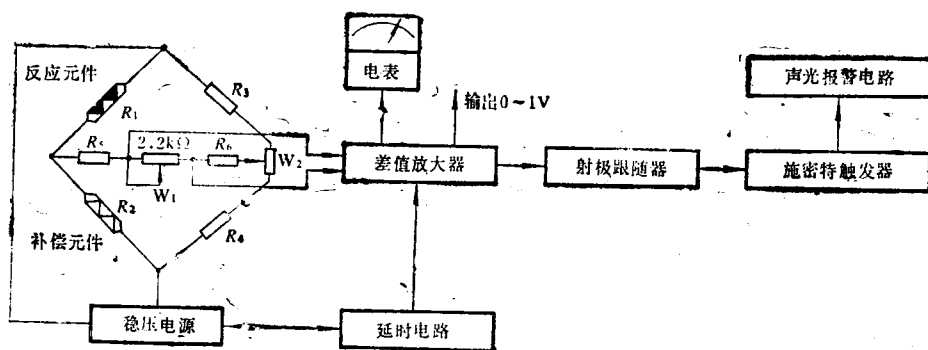 电表
声光报警电路
反应元件
R3
输出0~1V
R1
2.2kΩ
R5
R6
W2
差值放大器
射极跟随器
施密特触发器
W1
R2
补偿元件
R4
稳压电源
延时电路